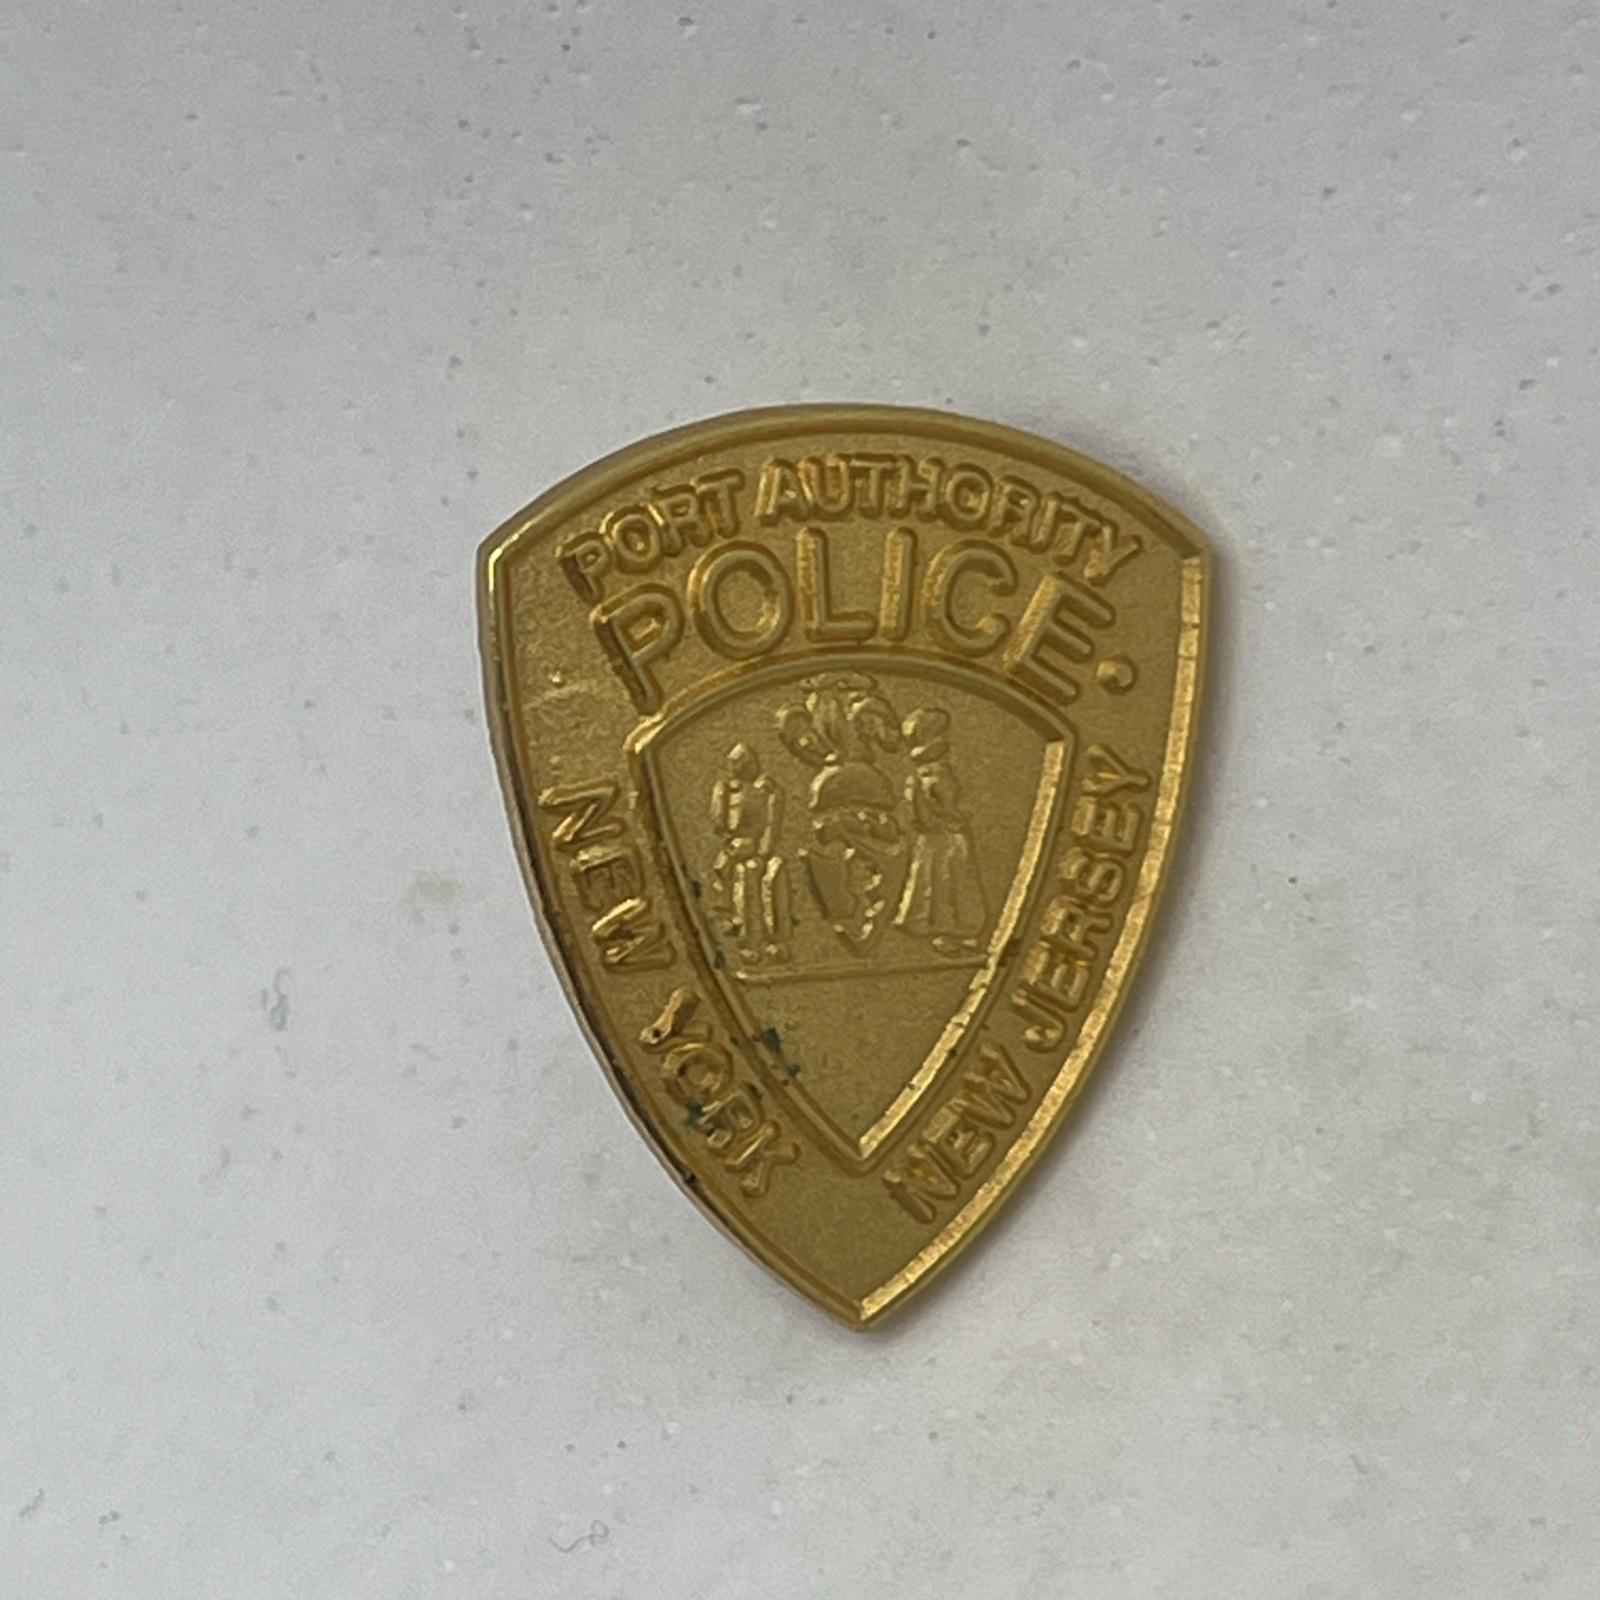 PORT AUTHORITY
POLICE.
NEW YORK
NEW JERSEY